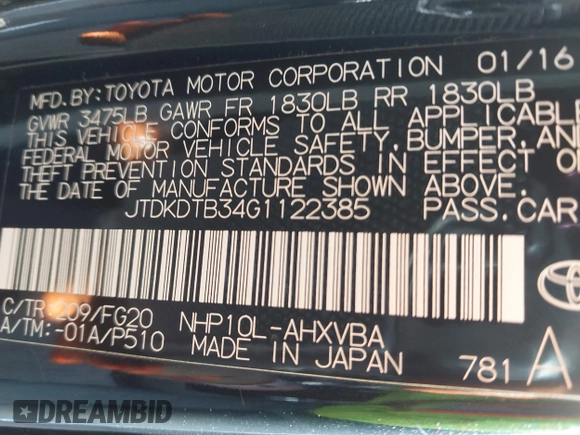 MFD.BY:TOYOTA MOTOR CORPORATION 01/16
GVWR 3475LB GAWR FR 1830LB RR 1830LB
THIS VEHICLE CONFORMS TO ALL APPLICABLE
FEDERAL MOTOR VEHICLE SAFETY,BUMPER,AND
THEFT PREVENTION STANDARDS IN EFFECT O
THE DATE OF MANUFACTURE SHOWN ABOVE.
JTDKDTB34G1122385 PASS.CAR
C/TR:209/FG20 NHP10L-AHXVBA
A/TM:-01A/P510 MADE IN JAPAN 781 A
DREAMBID